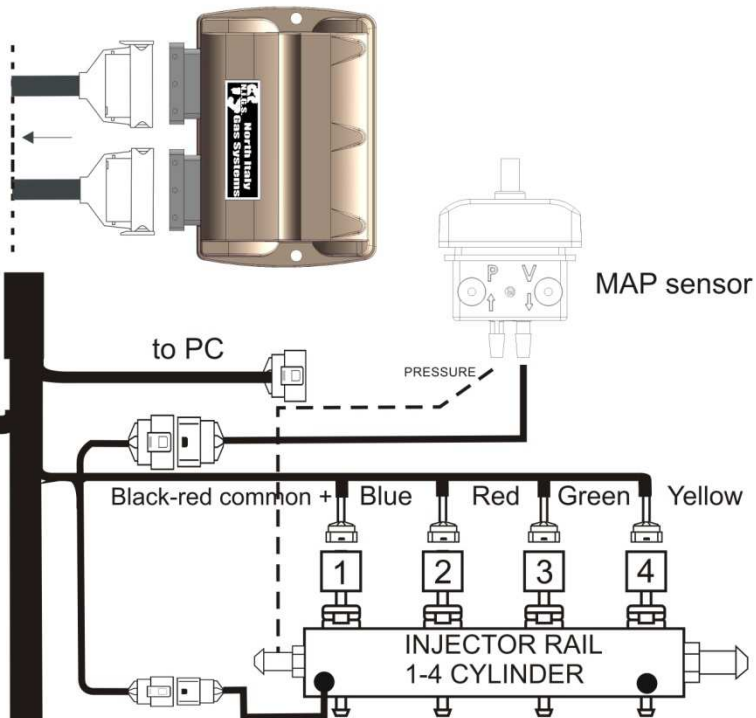 N.I.G.S.
North Italy
Gas Systems
P V
MAP sensor
to PC
PRESSURE
Black-red common + Blue Red Green Yellow
1 2 3 4
INJECTOR RAIL
1-4 CYLINDER